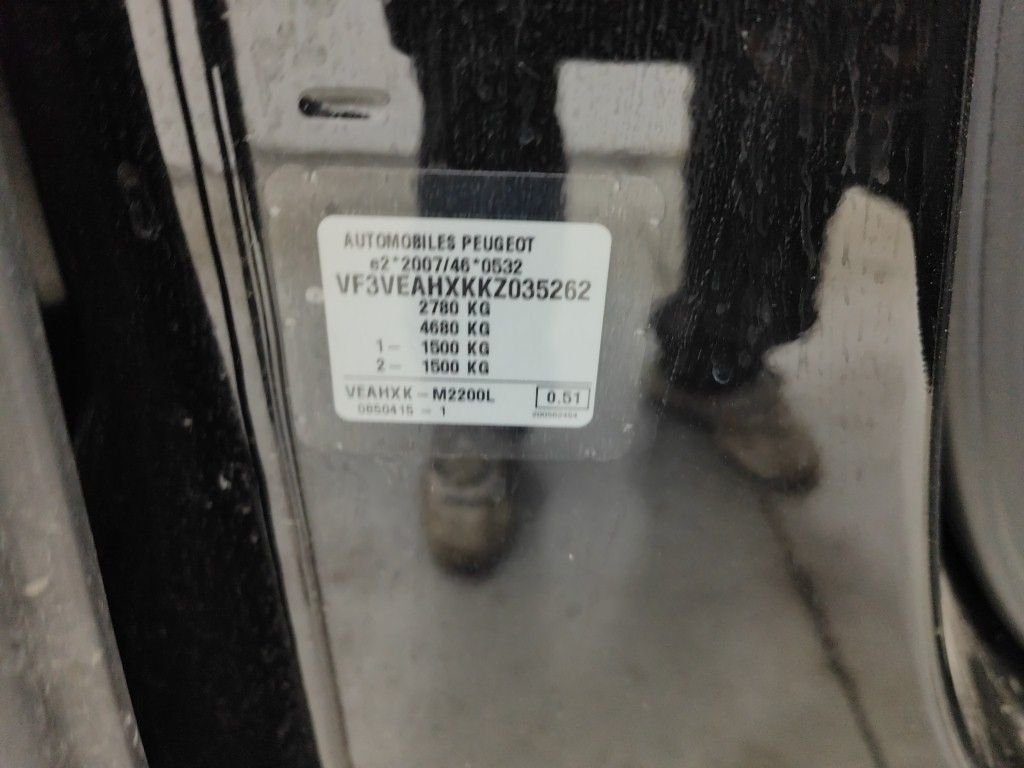 AUTOMOBILES PEUGEOT
e2*2007/46*0532
VF3VEAHXKKZ035262
2780 KG
4680 KG
1- 1500 KG
2- 1500 KG
VEAHXK-M2200L 0.51
0850415 - 1